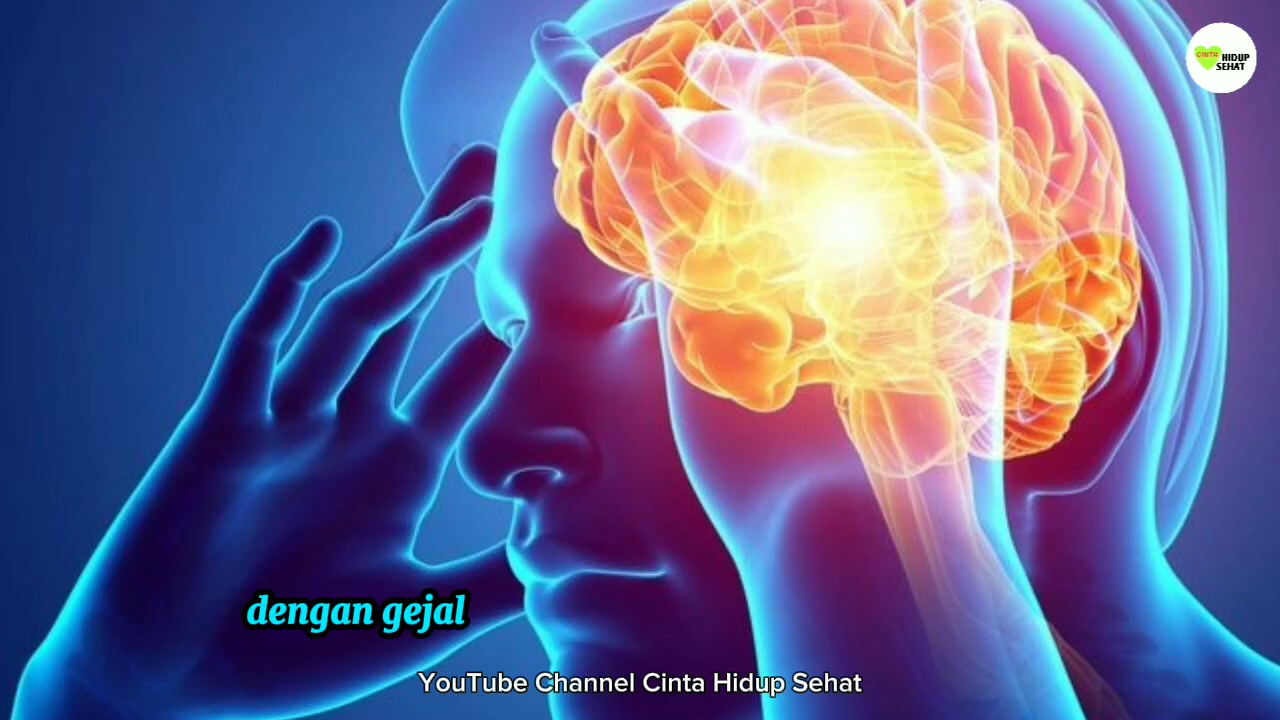 CINTA
HIDUP
SEHAT
dengan gejal
YouTube Channel Cinta Hidup Sehat